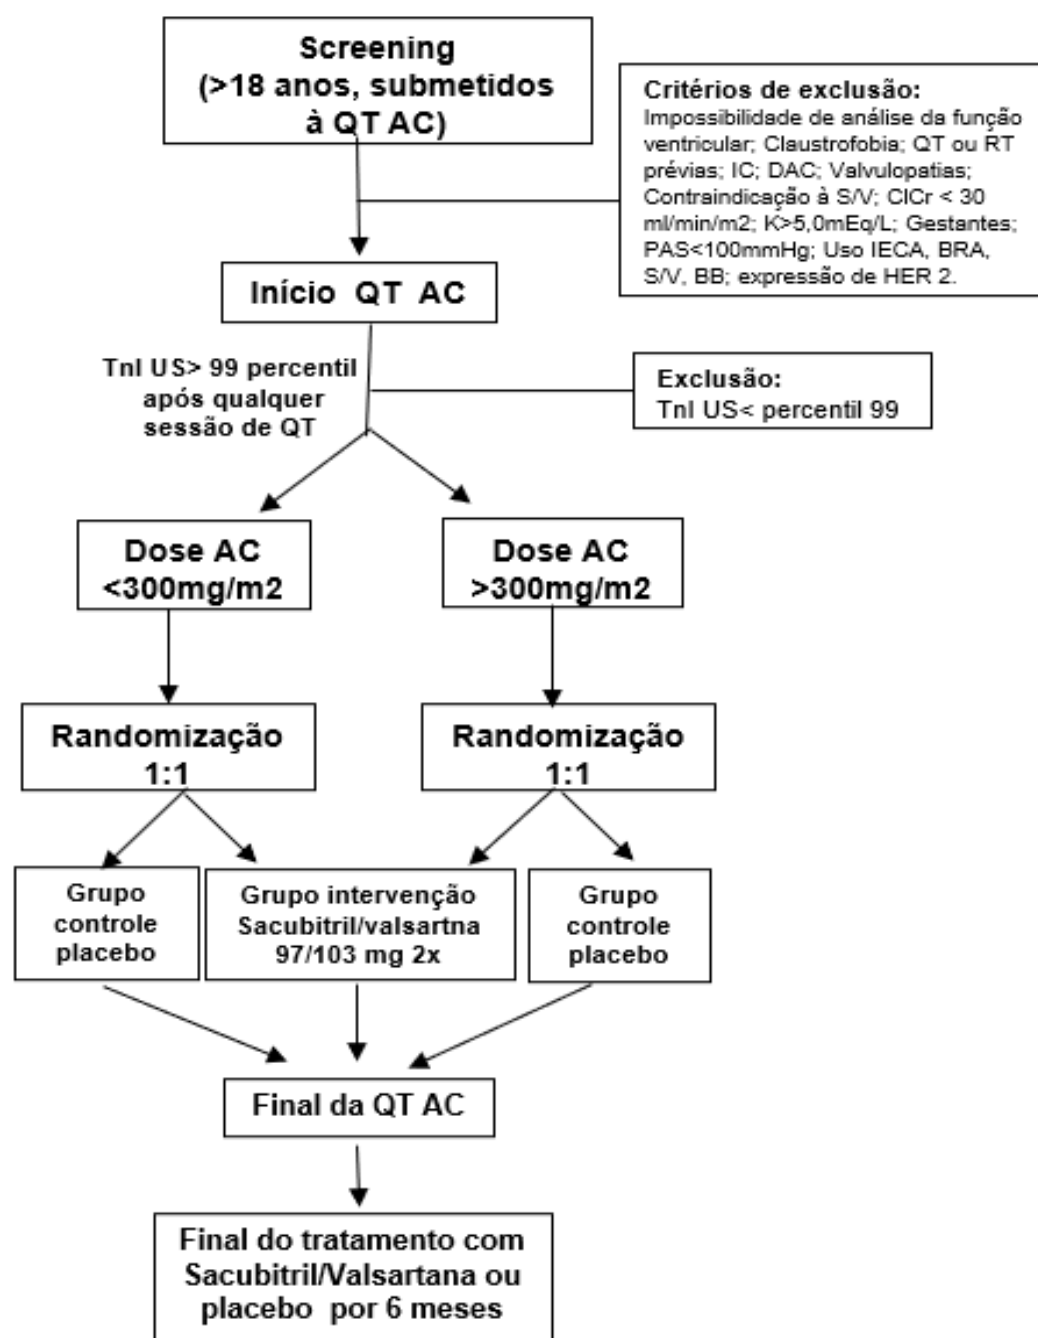 Screening
(>18 anos, submetidos
à QT AC)
Critérios de exclusão:
Impossibilidade de análise da função
ventricular; Claustrofobia; QT ou RT
prévias; IC; DAC; Valvulopatias;
Contraindicação à S/V; ClCr < 30
ml/min/m2; K>5,0mEq/L; Gestantes;
PAS<100mmHg; Uso IECA, BRA,
S/V, BB; expressão de HER 2.
Início QT AC
TnI US> 99 percentil
após qualquer
sessão de QT
Exclusão:
TnI US< percentil 99
Dose AC
<300mg/m2
Dose AC
>300mg/m2
Randomização
1:1
Randomização
1:1
Grupo
controle
placebo
Grupo intervenção
Sacubitril/valsartna
97/103 mg 2x
Grupo
controle
placebo
Final da QT AC
Final do tratamento com
Sacubitril/Valsartana ou
placebo por 6 meses